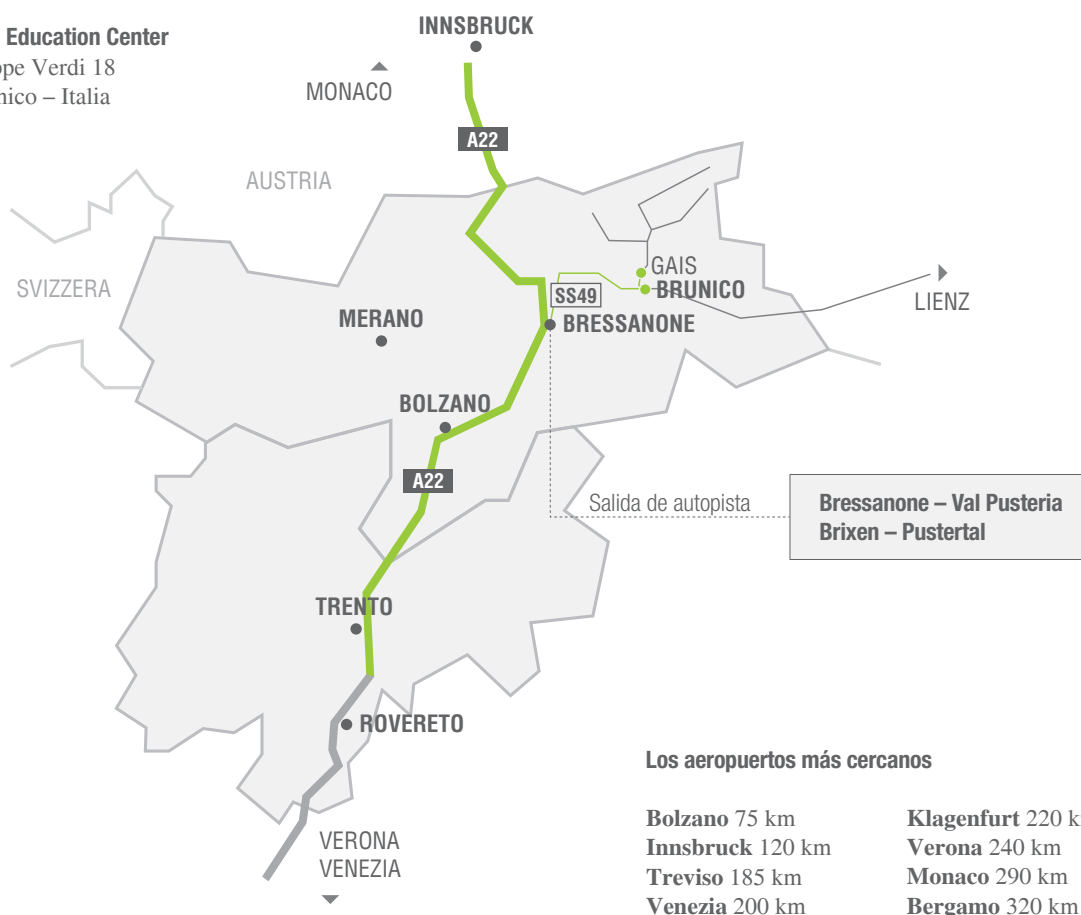 Education Center
ope Verdi 18
nico – Italia
INNSBRUCK
MONACO
A22
AUSTRIA
SVIZZERA
GAIS
BRUNICO
SS49
LIENZ
MERANO
BRESSANONE
BOLZANO
A22
Salida de autopista
Bressanone – Val Pusteria
Brixen – Pustertal
TRENTO
ROVERETO
VERONA
VENEZIA
Los aeropuertos más cercanos
Bolzano 75 km
Innsbruck 120 km
Treviso 185 km
Venezia 200 km
Klagenfurt 220 k
Verona 240 km
Monaco 290 km
Bergamo 320 km